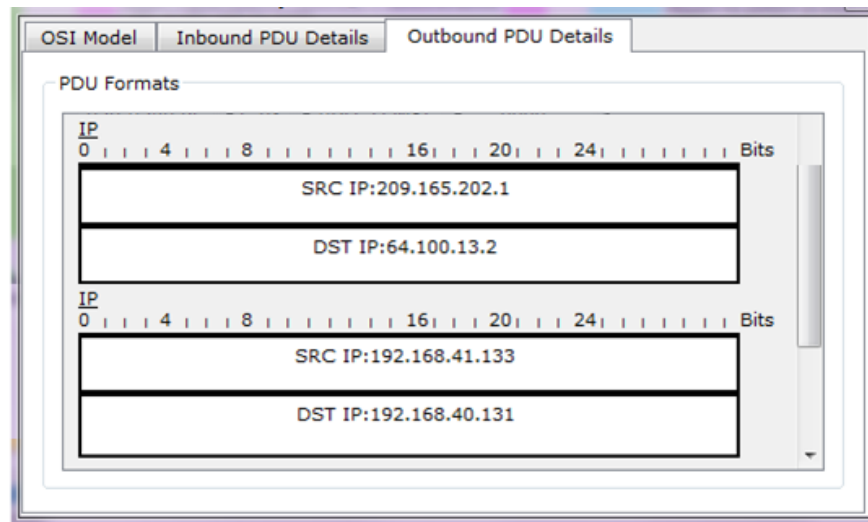 OSI Model Inbound PDU Details Outbound PDU Details
PDU Formats
IP
0 4 8 16 20 24 Bits
SRC IP:209.165.202.1
DST IP:64.100.13.2
IP
0 4 8 16 20 24 Bits
SRC IP:192.168.41.133
DST IP:192.168.40.131